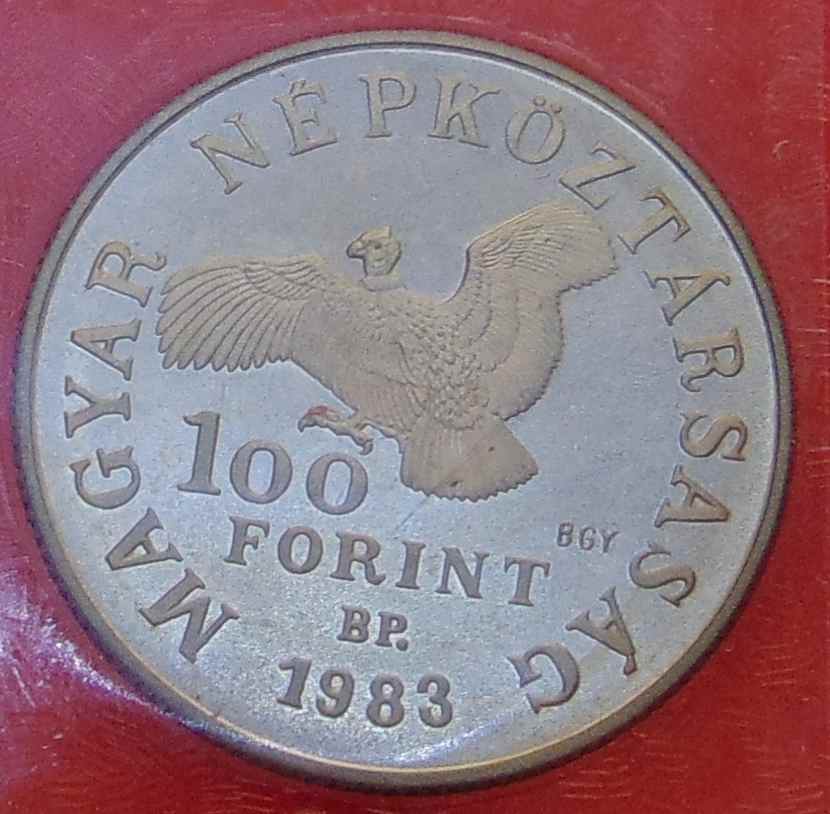 MAGYAR NÉPKÖZTÁRSASÁG
100
FORINT
BGY
BP.
1983